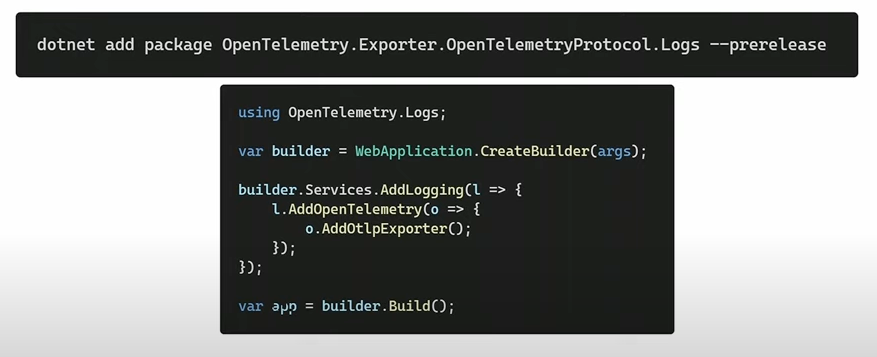 dotnet add package OpenTelemetry.Exporter.OpenTelemetryProtocol.Logs --prerelease
using OpenTelemetry.Logs;
var builder = WebApplication.CreateBuilder(args);
builder.Services.AddLogging(l => {
    l.AddOpenTelemetry(o => {
        o.AddOtlpExporter();
    });
});
var app = builder.Build();